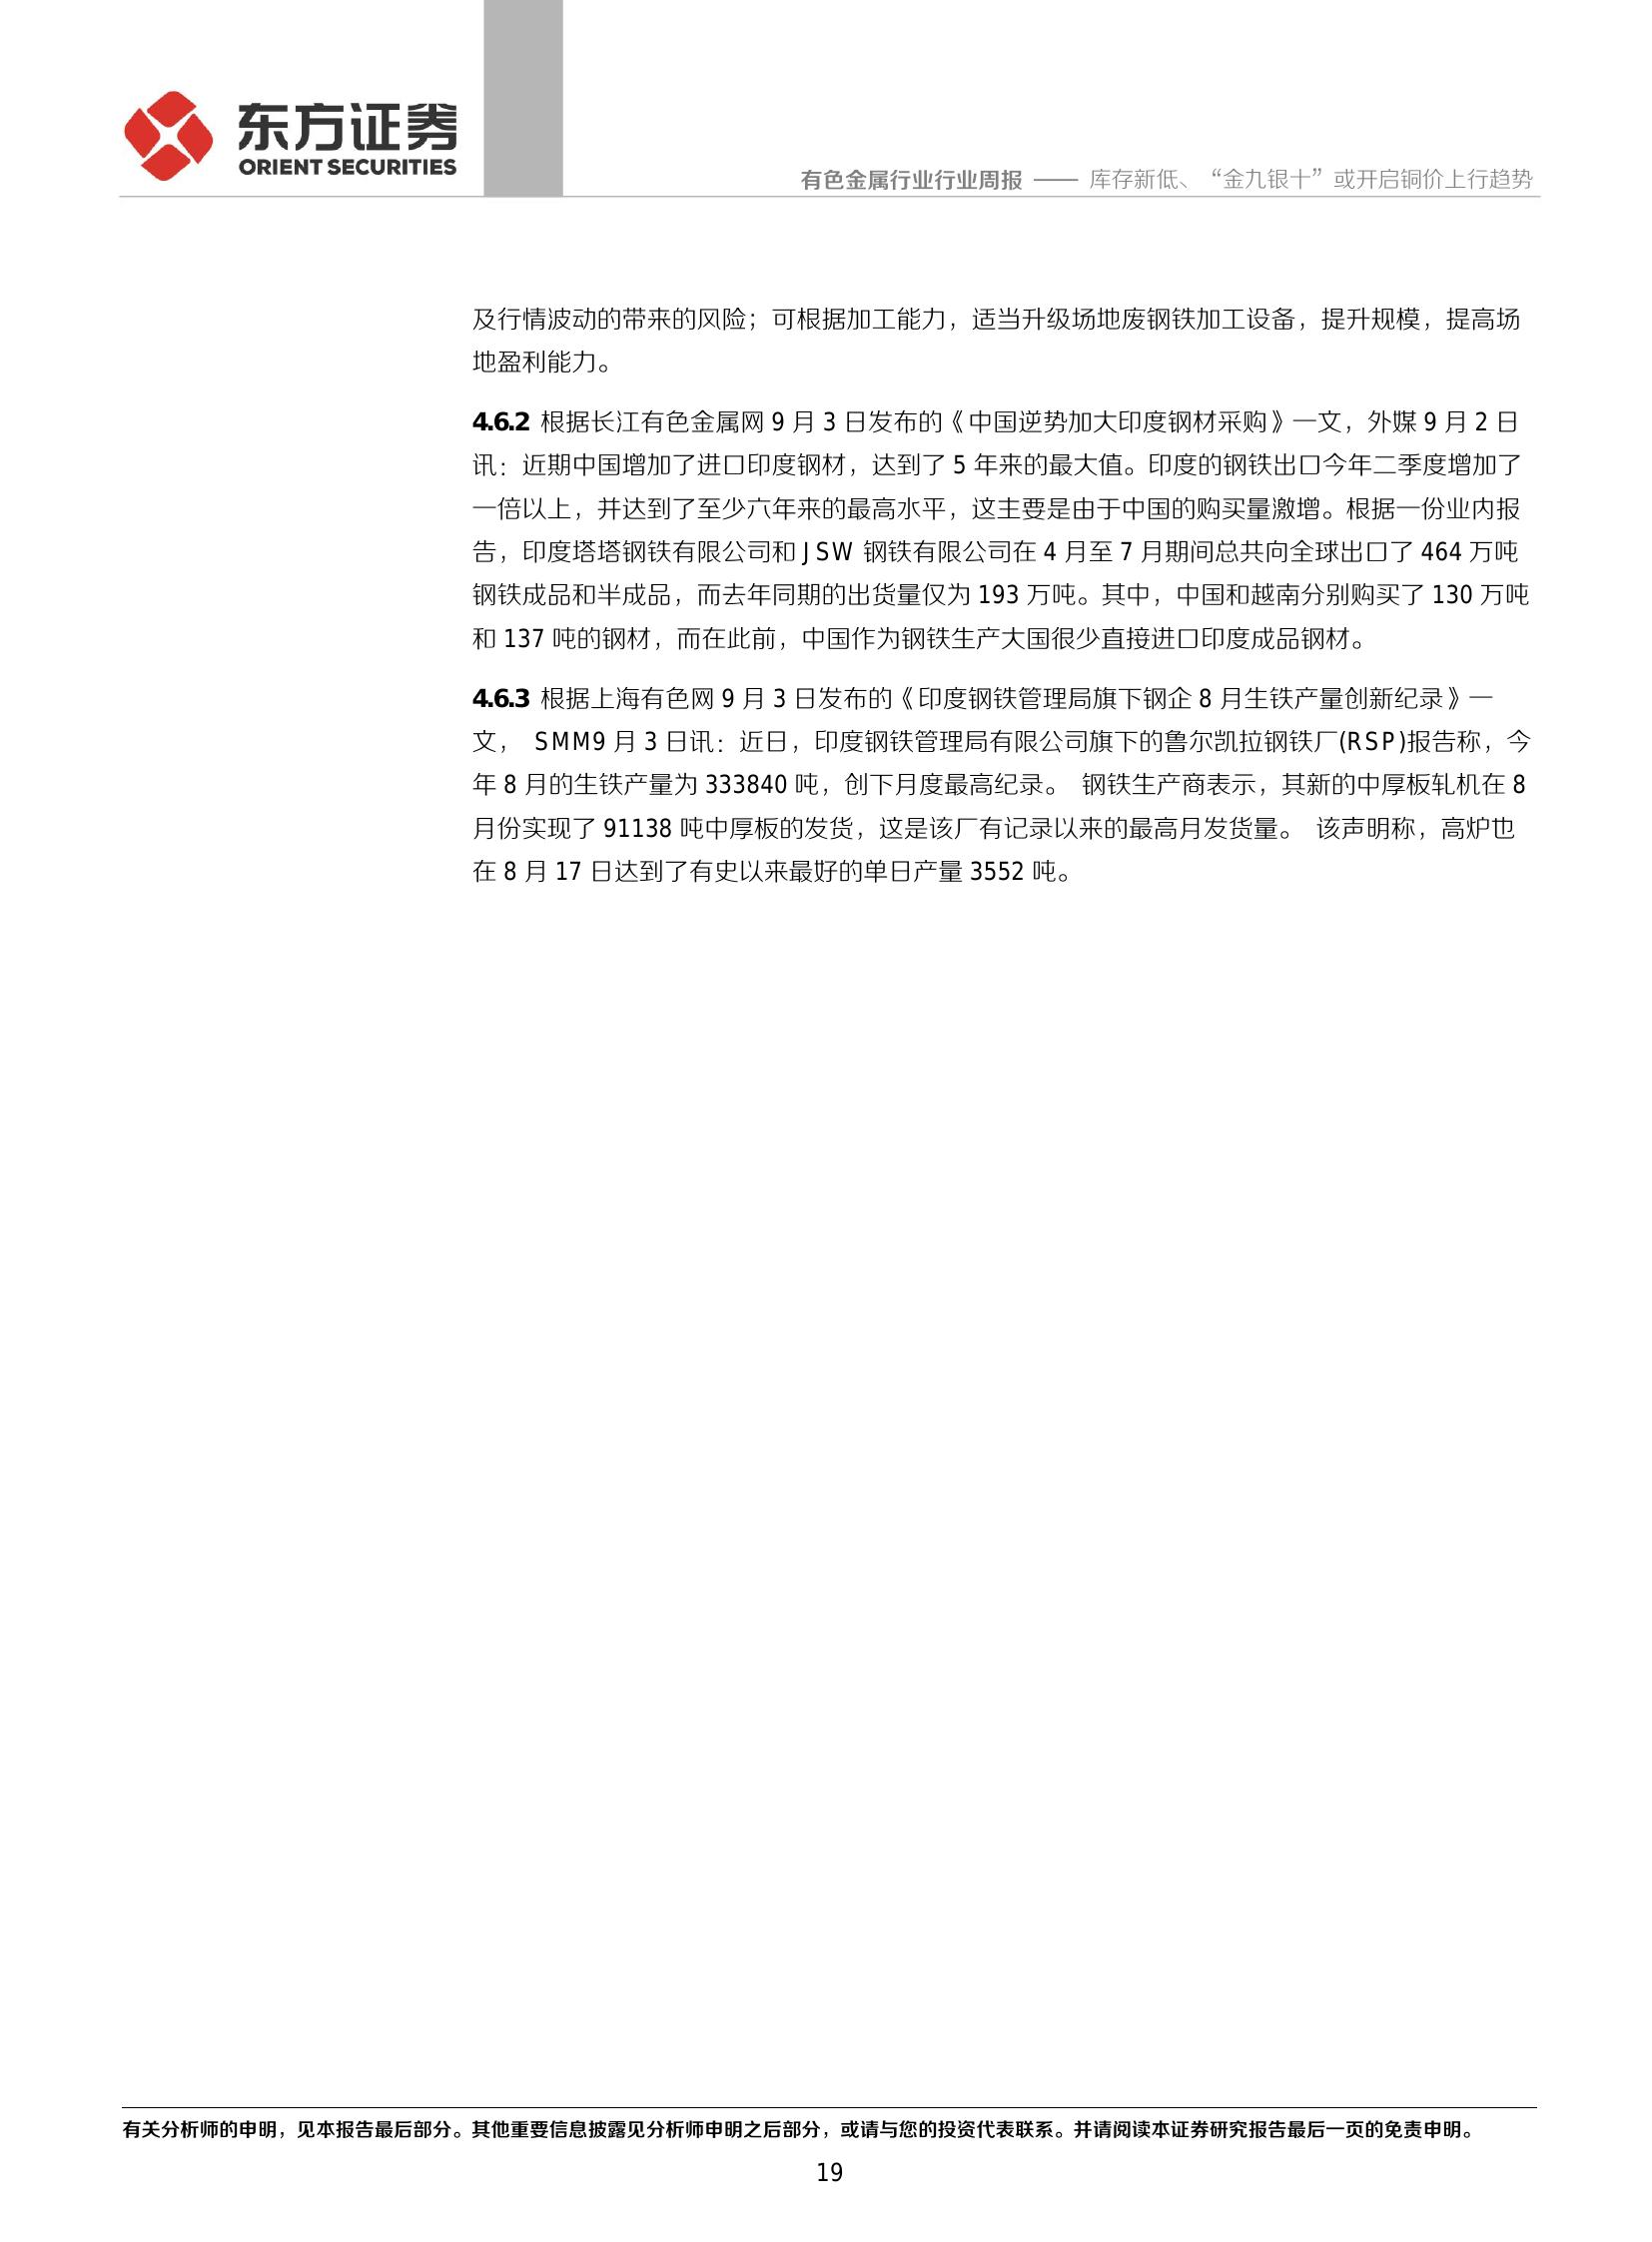 东方证券
ORIENT SECURITIES
有色金属行业行业周报 —— 库存新低、“金九银十”或开启铜价上行趋势
及行情波动的带来的风险；可根据加工能力，适当升级场地废钢铁加工设备，提升规模，提高场
地盈利能力。
4.6.2 根据长江有色金属网 9 月 3 日发布的《中国逆势加大印度钢材采购》一文，外媒 9 月 2 日
讯：近期中国增加了进口印度钢材，达到了 5 年来的最大值。印度的钢铁出口今年二季度增加了
一倍以上，并达到了至少六年来的最高水平，这主要是由于中国的购买量激增。根据一份业内报
告，印度塔塔钢铁有限公司和 JSW 钢铁有限公司在 4 月至 7 月期间总共向全球出口了 464 万吨
钢铁成品和半成品，而去年同期的出货量仅为 193 万吨。其中，中国和越南分别购买了 130 万吨
和 137 吨的钢材，而在此前，中国作为钢铁生产大国很少直接进口印度成品钢材。
4.6.3 根据上海有色网 9 月 3 日发布的《印度钢铁管理局旗下钢企 8 月生铁产量创新纪录》一
文， SMM9 月 3 日讯：近日，印度钢铁管理局有限公司旗下的鲁尔凯拉钢铁厂(RSP)报告称，今
年 8 月的生铁产量为 333840 吨，创下月度最高纪录。 钢铁生产商表示，其新的中厚板轧机在 8
月份实现了 91138 吨中厚板的发货，这是该厂有记录以来的最高月发货量。 该声明称，高炉也
在 8 月 17 日达到了有史以来最好的单日产量 3552 吨。
有关分析师的申明，见本报告最后部分。其他重要信息披露见分析师申明之后部分，或请与您的投资代表联系。并请阅读本证券研究报告最后一页的免责申明。
19